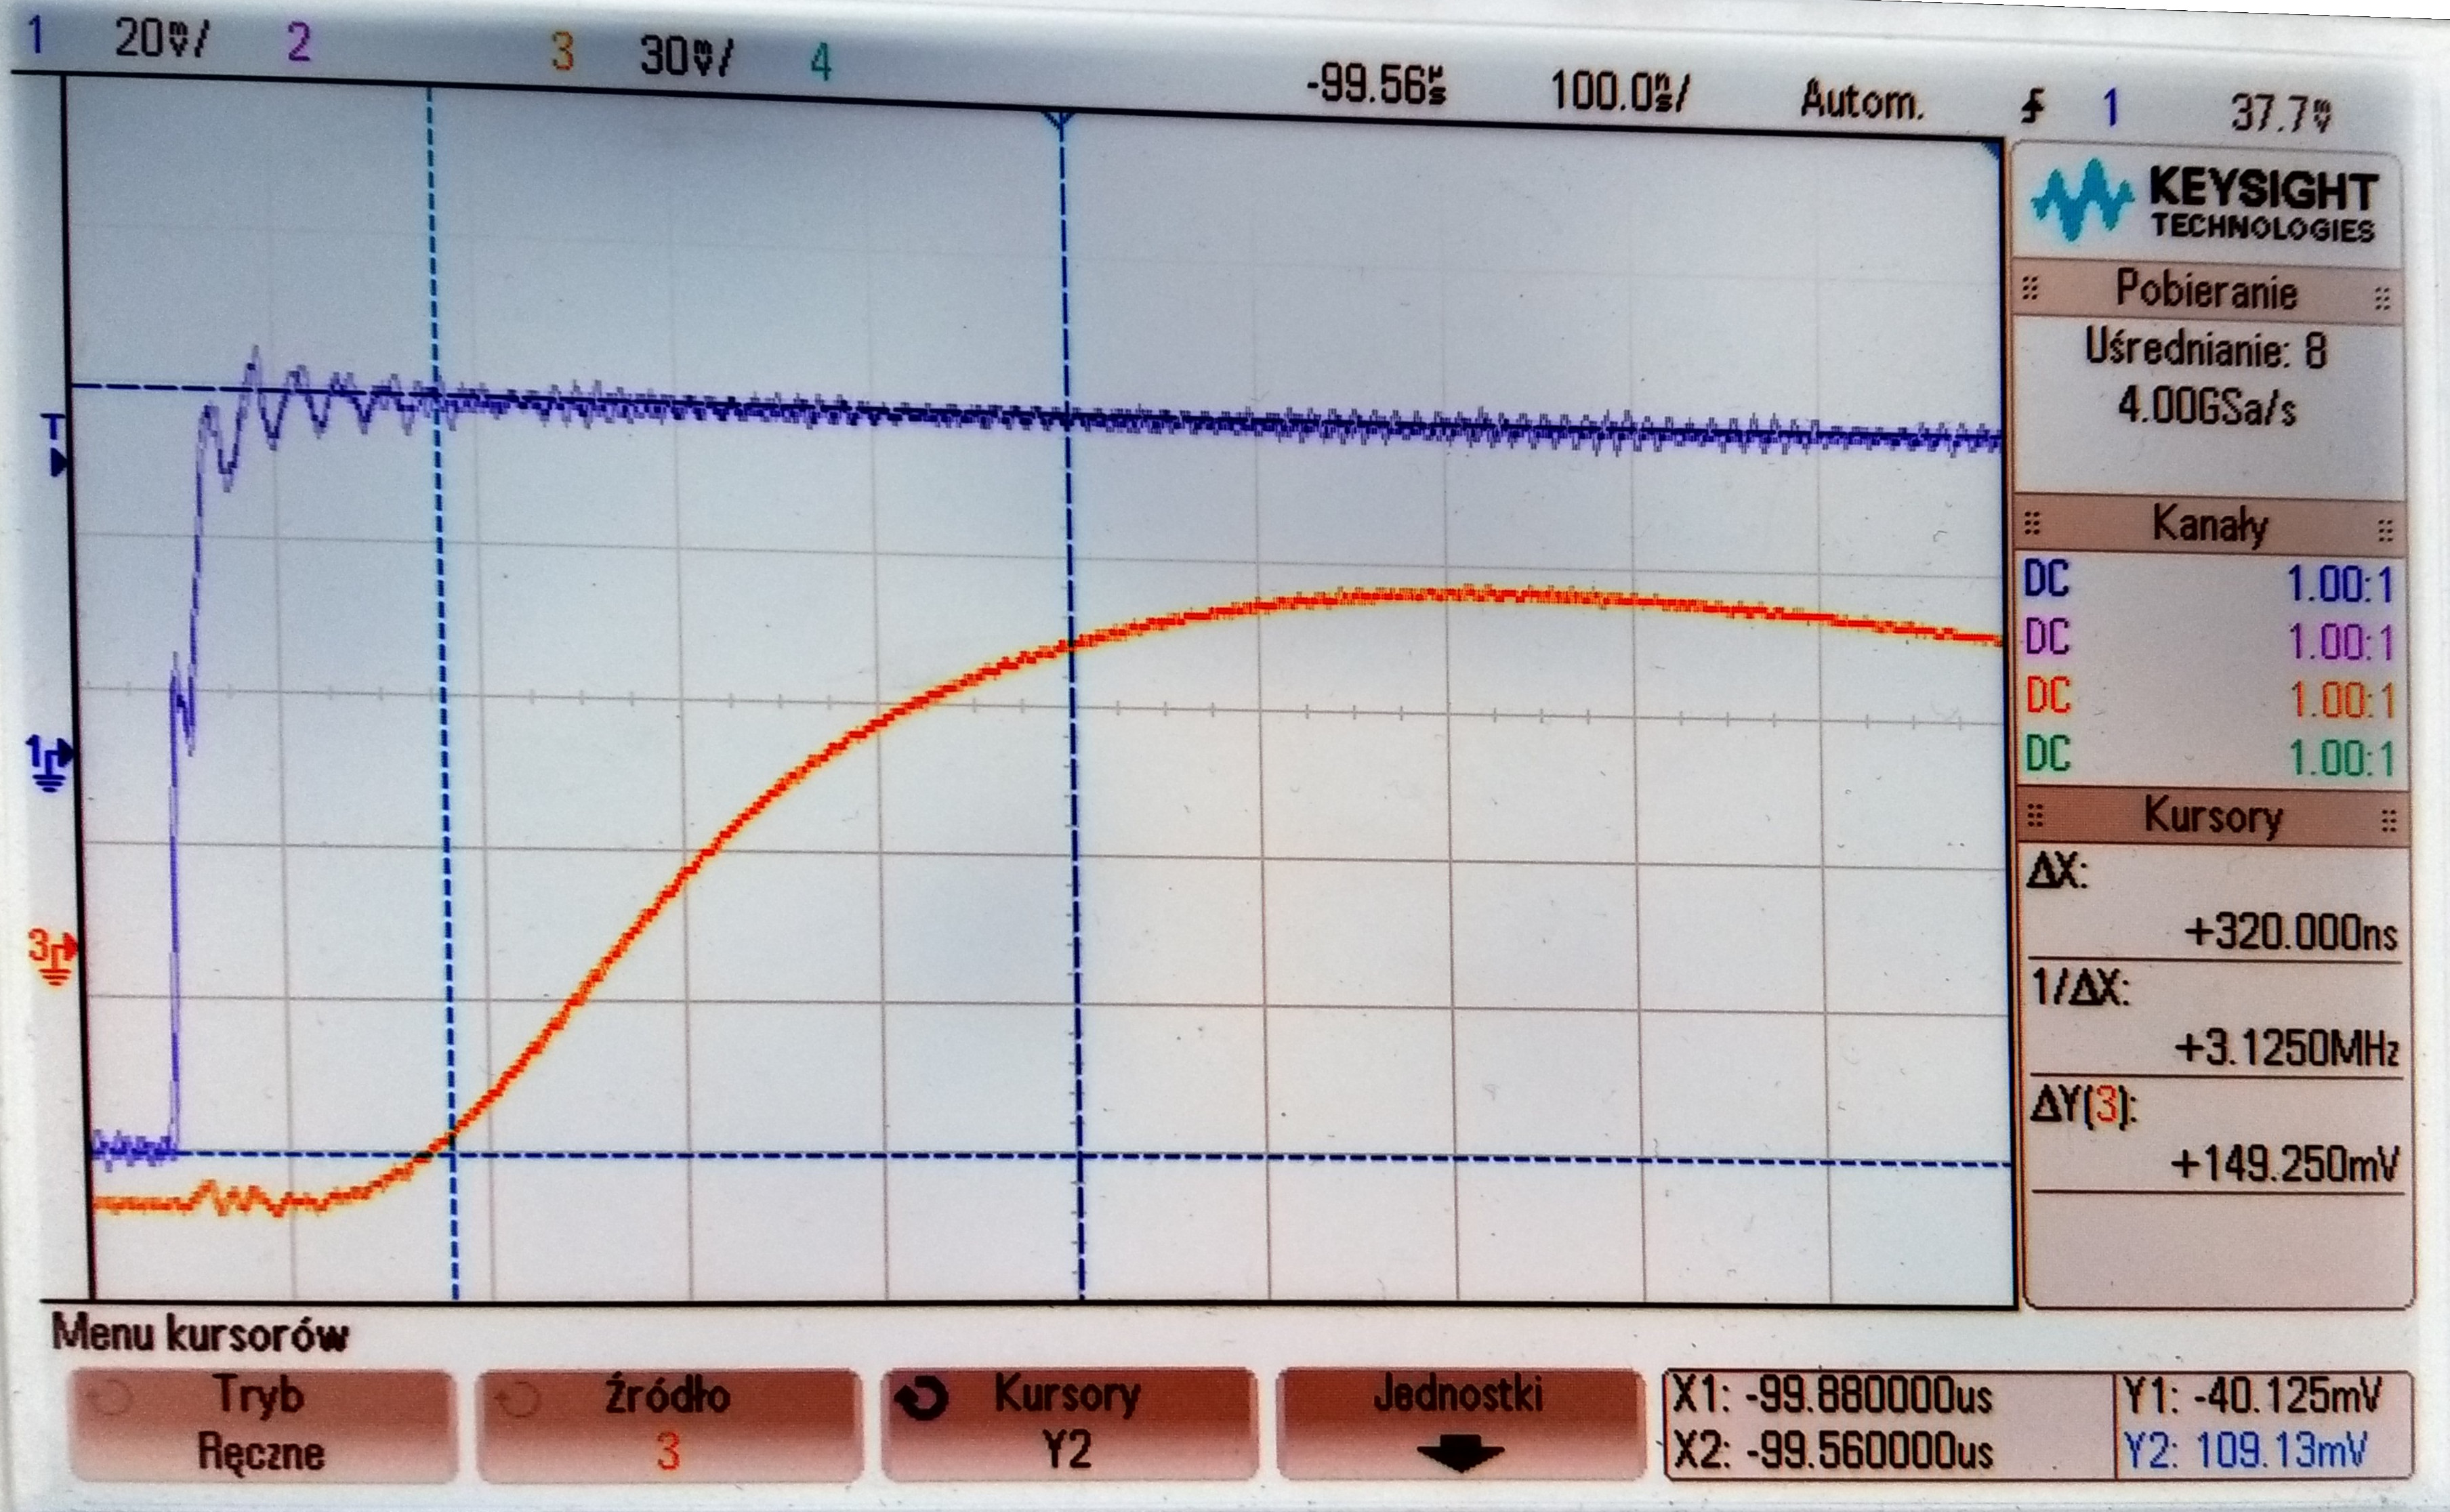 1 20mV/ 2 3 30mV/ 4 -99.56µs 100.0ns/ Autom. 1 37.7mV
KEYSIGHT
TECHNOLOGIES
Pobieranie
Uśrednianie: 8
4.00GSa/s
T
Kanały
DC 1.00:1
DC 1.00:1
DC 1.00:1
DC 1.00:1
1
3
Kursory
ΔX:
+320.000ns
1/ΔX:
+3.1250MHz
ΔY(3):
+149.250mV
Menu kursorów
Tryb
Ręczne
Źródło
3
Kursory
Y2
Jednostki
X1: -99.880000us
X2: -99.560000us
Y1: -40.125mV
Y2: 109.13mV